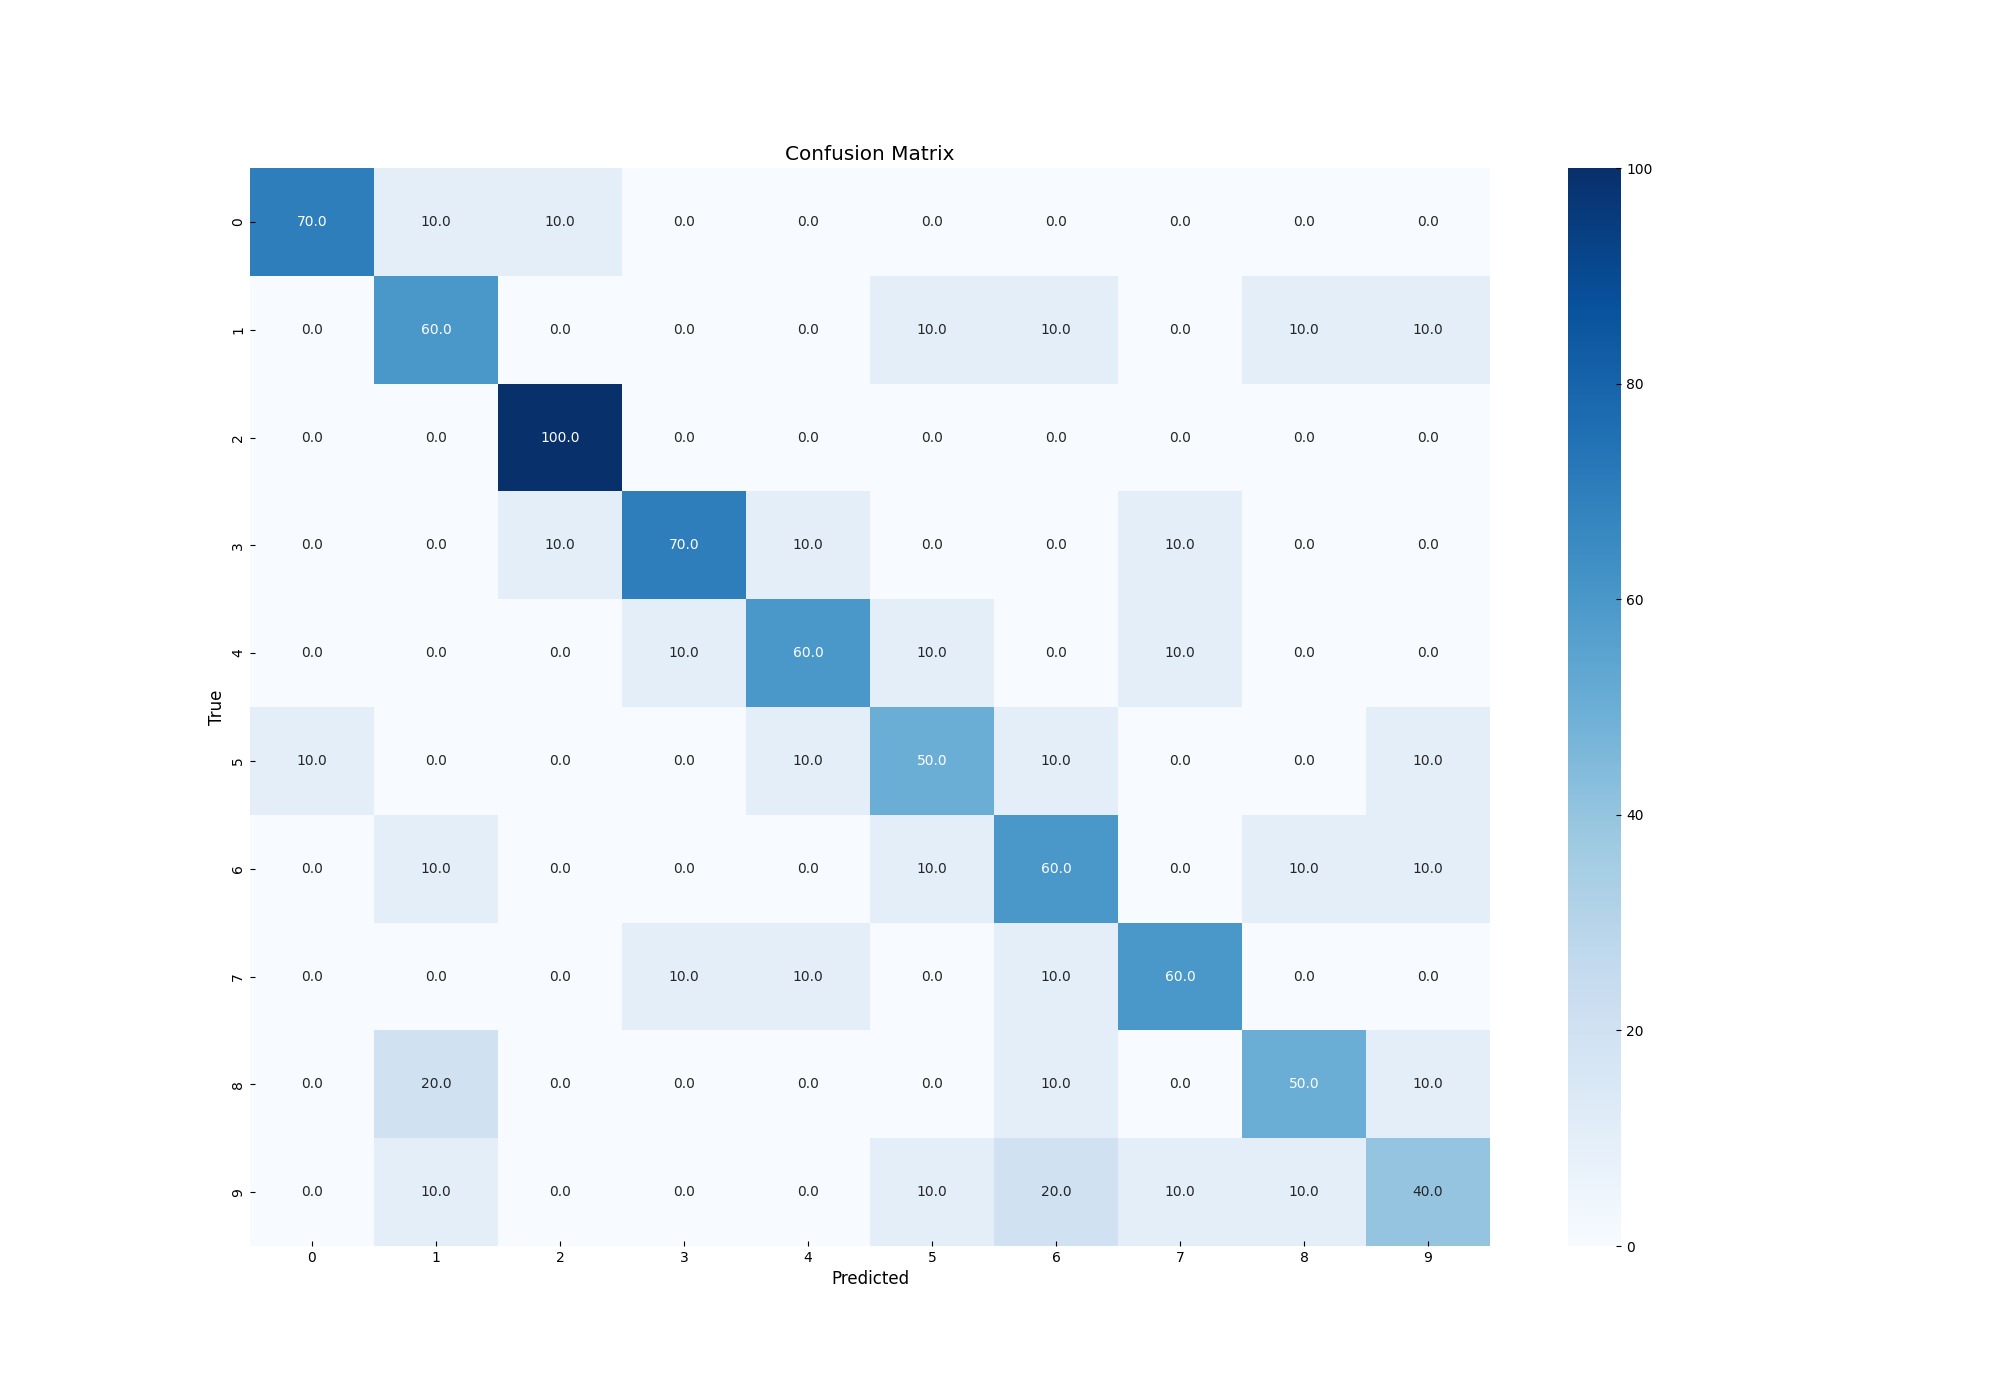 Confusion Matrix
0 70.0 10.0 10.0 0.0 0.0 0.0 0.0 0.0 0.0 0.0
1 0.0 60.0 0.0 0.0 0.0 10.0 10.0 0.0 10.0 10.0
2 0.0 0.0 100.0 0.0 0.0 0.0 0.0 0.0 0.0 0.0
3 0.0 0.0 10.0 70.0 10.0 0.0 0.0 10.0 0.0 0.0
4 0.0 0.0 0.0 10.0 60.0 10.0 0.0 10.0 0.0 0.0
True
5 10.0 0.0 0.0 0.0 10.0 50.0 10.0 0.0 0.0 10.0
6 0.0 10.0 0.0 0.0 0.0 10.0 60.0 0.0 10.0 10.0
7 0.0 0.0 0.0 10.0 10.0 0.0 10.0 60.0 0.0 0.0
8 0.0 20.0 0.0 0.0 0.0 0.0 10.0 0.0 50.0 10.0
9 0.0 10.0 0.0 0.0 0.0 10.0 20.0 10.0 10.0 40.0
0 1 2 3 4 5 6 7 8 9
Predicted
100
80
60
40
20
0